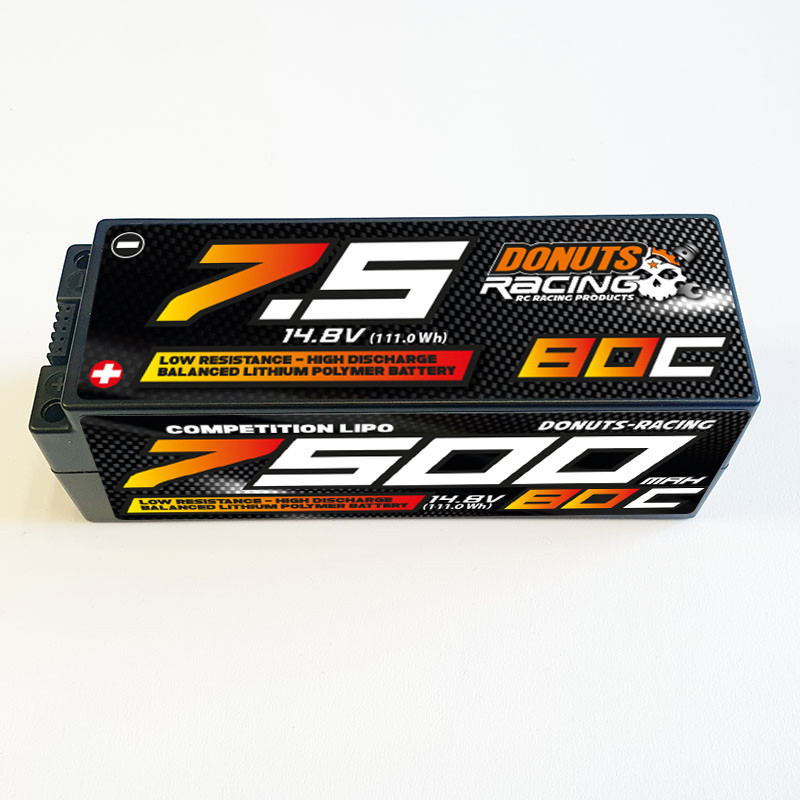 7.5
14.8V (111.0 Wh)
LOW RESISTANCE – HIGH DISCHARGE
BALANCED LITHIUM POLYMER BATTERY
DONUTS
RACING
RC RACING PRODUCTS
80C
COMPETITION LIPO
DONUTS-RACING
7500 MAH
LOW RESISTANCE – HIGH DISCHARGE
BALANCED LITHIUM POLYMER BATTERY
14.8V
(111.0 Wh)
80C